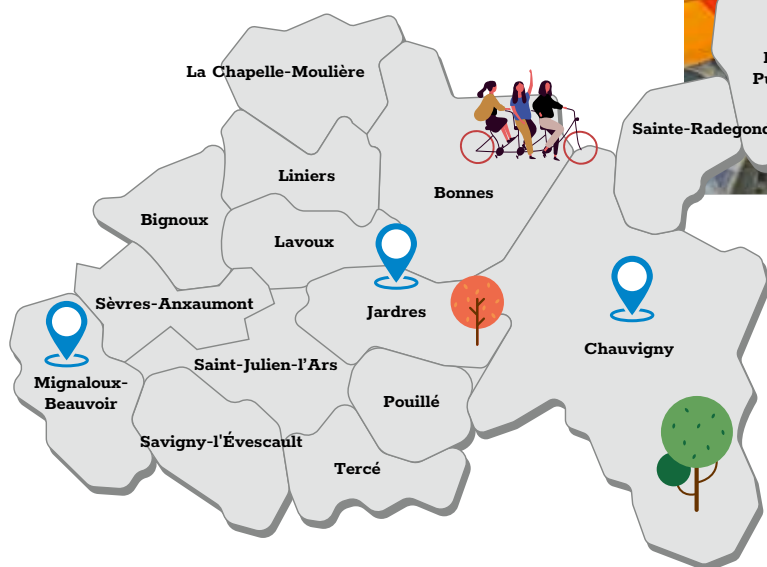 La Chapelle-Moulière
Sainte-Radegond
Liniers
Bonnes
Bignoux
Lavoux
Sèvres-Anxaumont
Jardres
Chauvigny
Saint-Julien-l'Ars
Mignaloux-
Beauvoir
Pouillé
Savigny-l'Évescault
Tercé